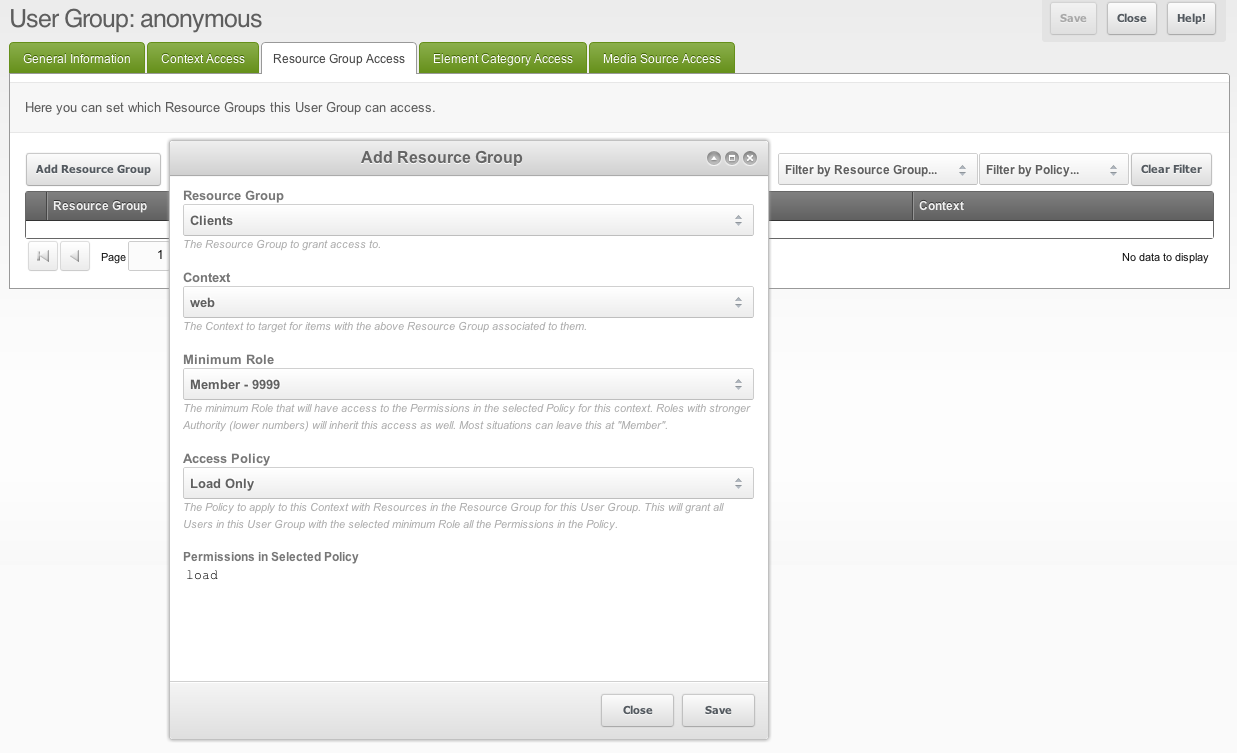 User Group: anonymous
Save
Close
Help!
General Information
Context Access
Resource Group Access
Element Category Access
Media Source Access
Here you can set which Resource Groups this User Group can access.
Add Resource Group
Filter by Resource Group...
Filter by Policy...
Clear Filter
Resource Group
Context
Page 1
No data to display
Add Resource Group
Resource Group
Clients
The Resource Group to grant access to.
Context
web
The Context to target for items with the above Resource Group associated to them.
Minimum Role
Member - 9999
The minimum Role that will have access to the Permissions in the selected Policy for this context. Roles with stronger
Authority (lower numbers) will inherit this access as well. Most situations can leave this at "Member".
Access Policy
Load Only
The Policy to apply to this Context with Resources in the Resource Group for this User Group. This will grant all
Users in this User Group with the selected minimum Role all the Permissions in the Policy.
Permissions in Selected Policy
load
Close
Save